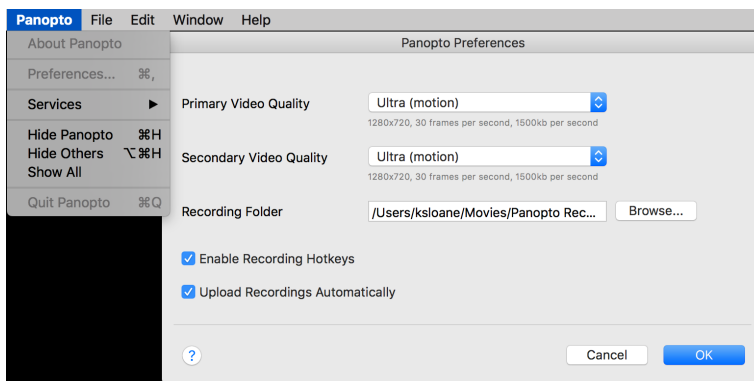 Panopto File Edit Window Help
About Panopto
Preferences... ⌘,
Services ▶
Hide Panopto ⌘H
Hide Others ⌥⌘H
Show All
Quit Panopto ⌘Q
Panopto Preferences
Primary Video Quality Ultra (motion)
1280x720, 30 frames per second, 1500kb per second
Secondary Video Quality Ultra (motion)
1280x720, 30 frames per second, 1500kb per second
Recording Folder /Users/ksloane/Movies/Panopto Rec... Browse...
Enable Recording Hotkeys
Upload Recordings Automatically
? Cancel OK